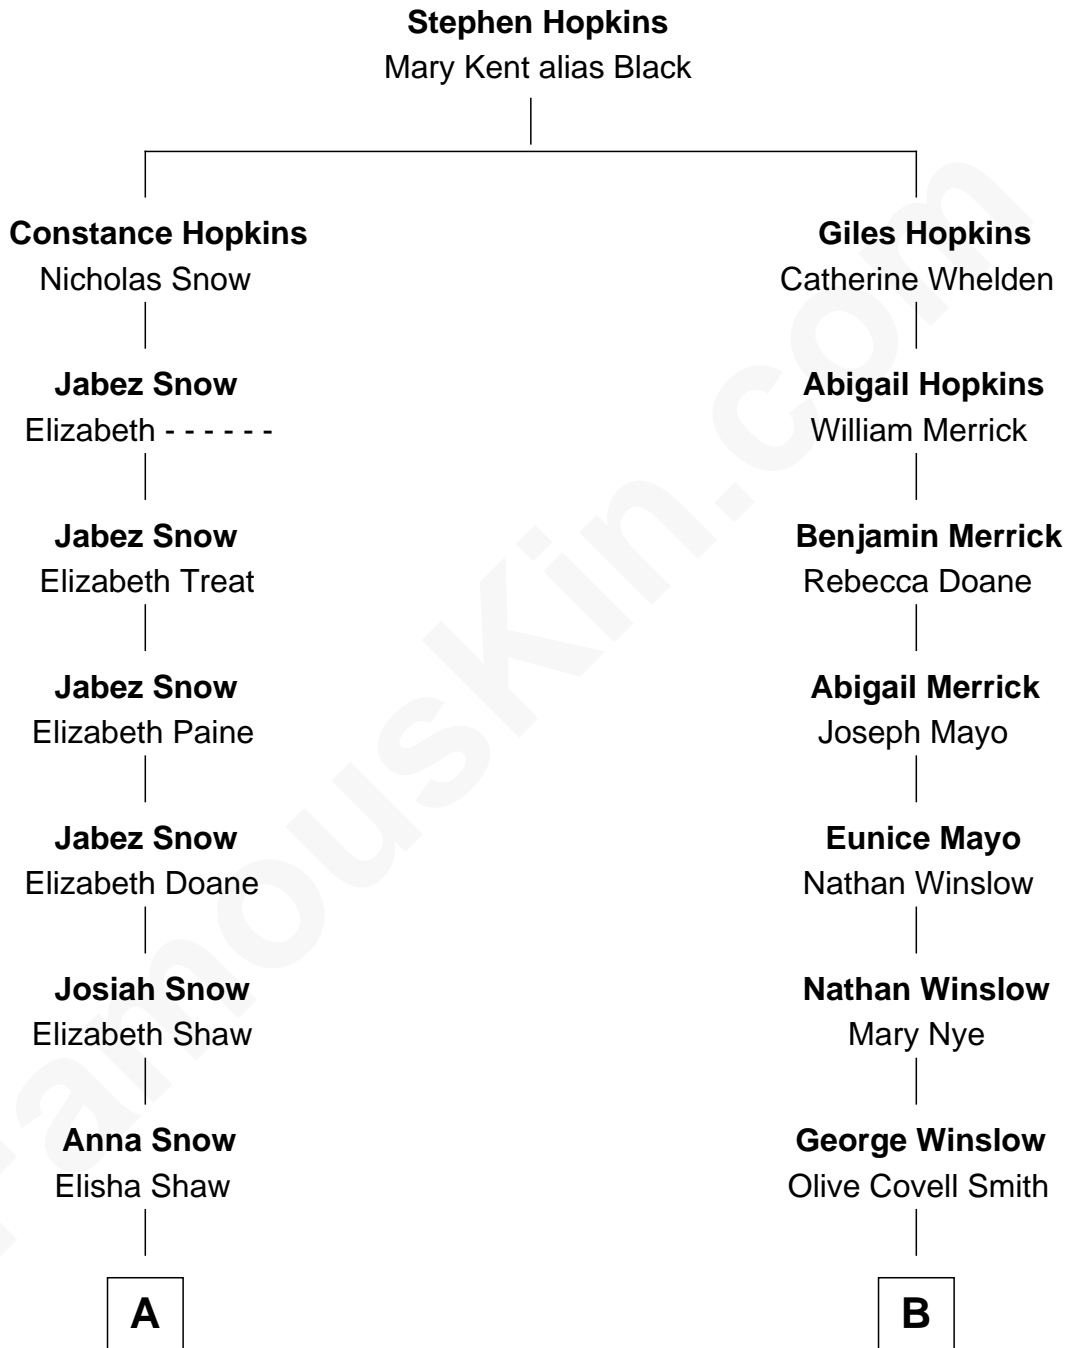 Stephen Hopkins
Mary Kent alias Black
Constance Hopkins
Nicholas Snow
Giles Hopkins
Catherine Whelden
Jabez Snow
Elizabeth - - - - - -
Abigail Hopkins
William Merrick
Jabez Snow
Elizabeth Treat
Benjamin Merrick
Rebecca Doane
Jabez Snow
Elizabeth Paine
Abigail Merrick
Joseph Mayo
Jabez Snow
Elizabeth Doane
Eunice Mayo
Nathan Winslow
Josiah Snow
Elizabeth Shaw
Nathan Winslow
Mary Nye
Anna Snow
Elisha Shaw
George Winslow
Olive Covell Smith
A
B
FamousKin.com